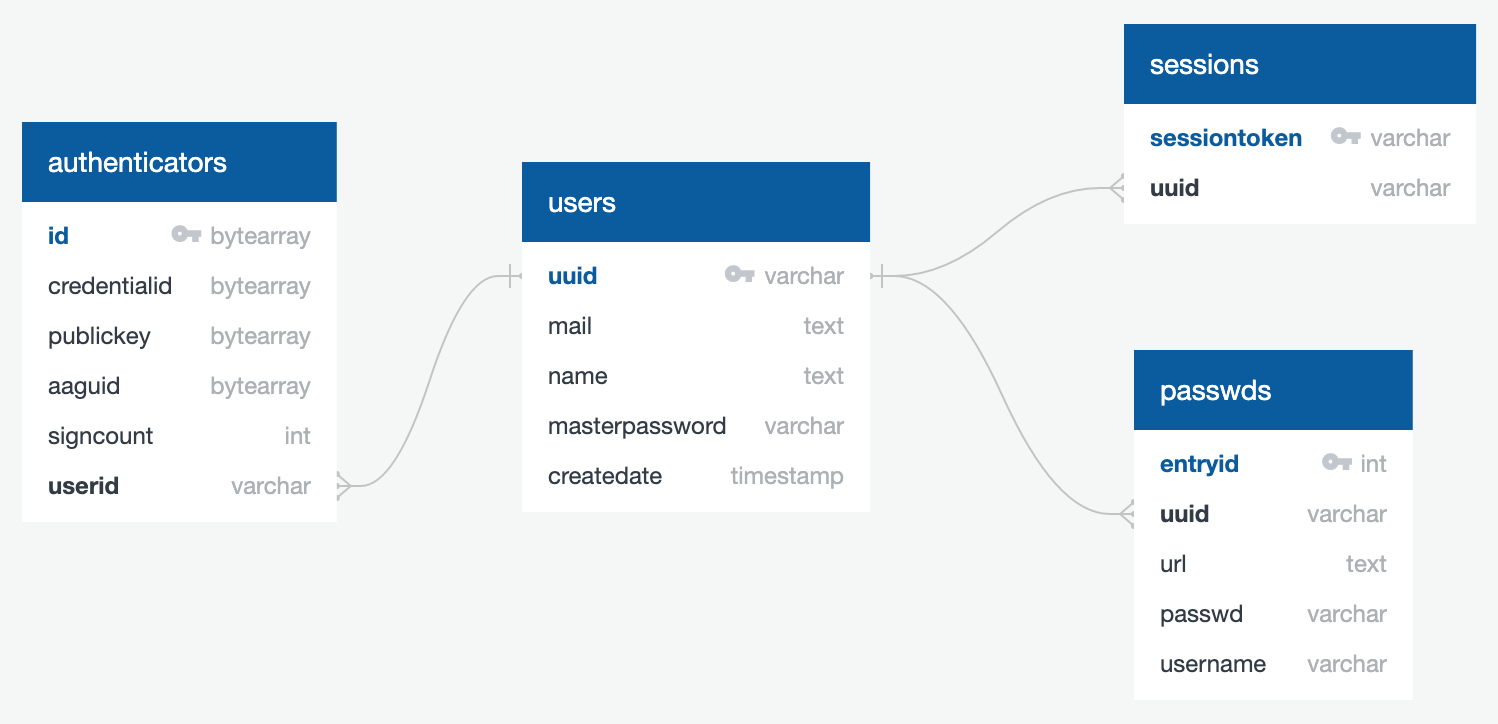 authenticators
id bytearray
credentialid bytearray
publickey bytearray
aaguid bytearray
signcount int
userid varchar
users
uuid varchar
mail text
name text
masterpassword varchar
createdate timestamp
sessions
sessiontoken varchar
uuid varchar
passwds
entryid int
uuid varchar
url text
passwd varchar
username varchar